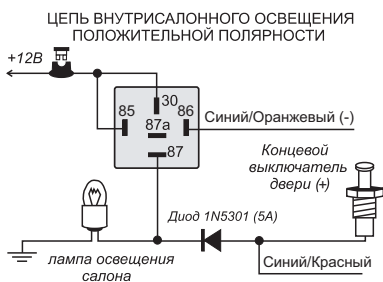 ЦЕПЬ ВНУТРИСАЛОННОГО ОСВЕЩЕНИЯ
ПОЛОЖИТЕЛЬНОЙ ПОЛЯРНОСТИ
+12В
30
85
87a
86
87
Синий/Оранжевый (-)
Концевой
выключатель
двери (+)
Диод 1N5301 (5А)
лампа освещения
салона
Синий/Красный